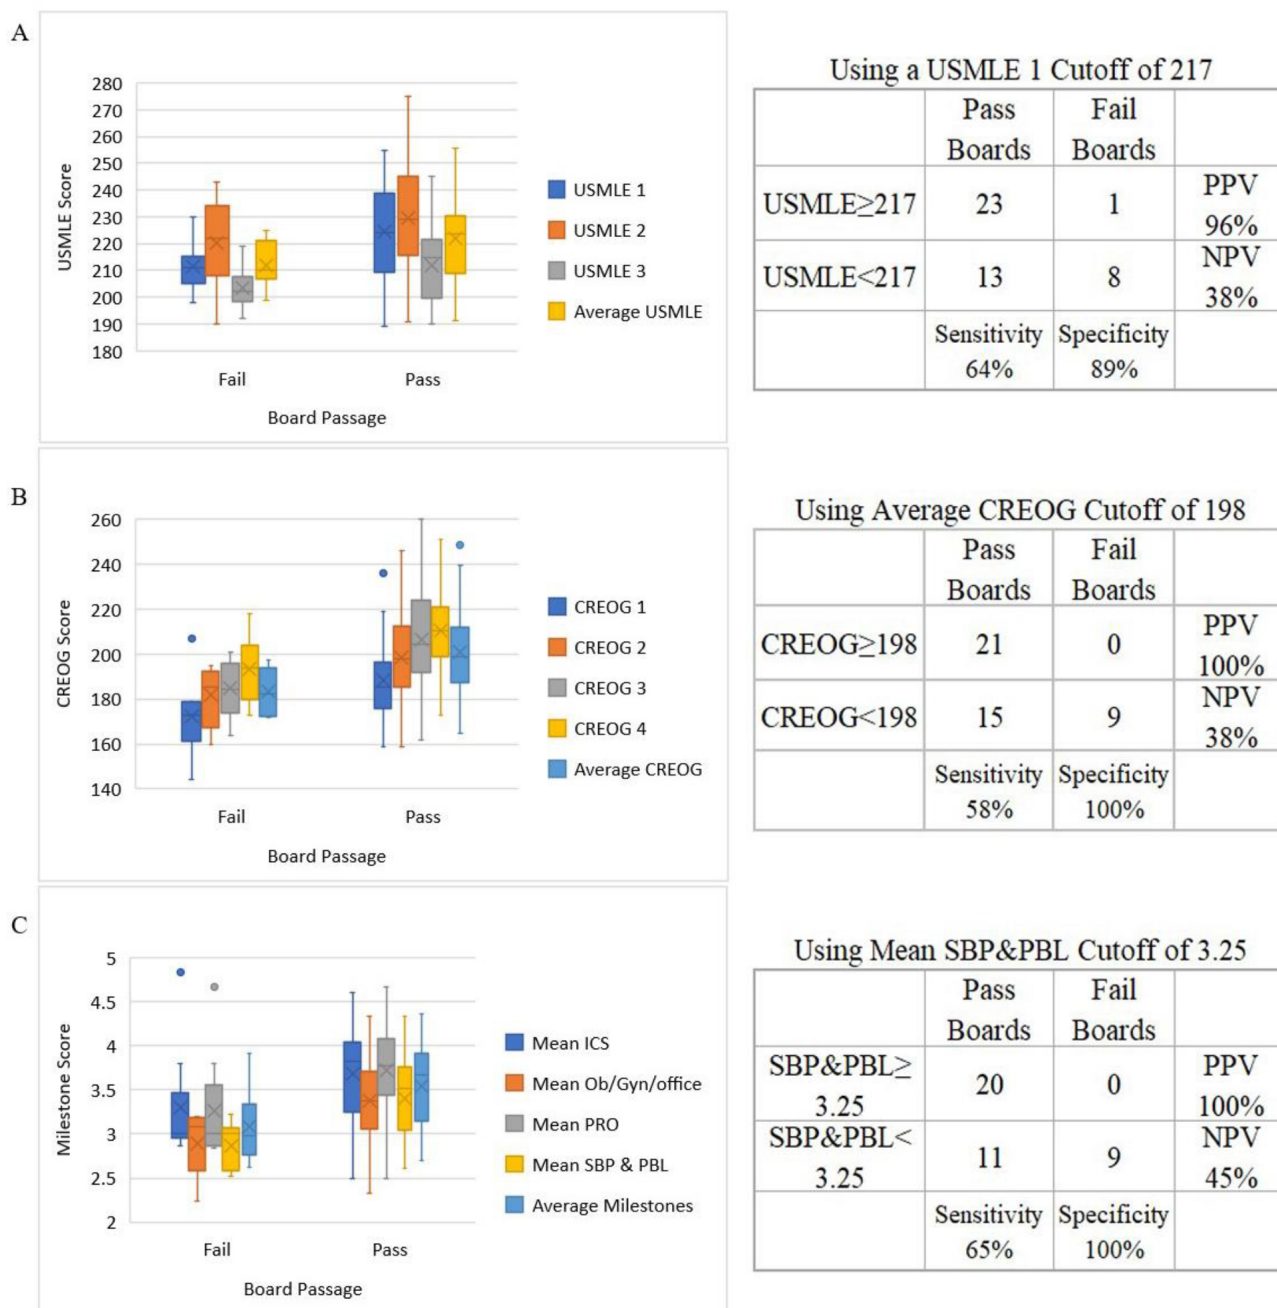 A
280
270
260
250
240
230
220
210
200
190
180
USMLE Score
Fail
Pass
Board Passage
USMLE 1
USMLE 2
USMLE 3
Average USMLE
Using a USMLE 1 Cutoff of 217
Pass Boards
Fail Boards
USMLE≥217
23
1
PPV 96%
USMLE<217
13
8
NPV 38%
Sensitivity 64%
Specificity 89%
B
260
240
220
200
180
160
140
CREOG Score
Fail
Pass
Board Passage
CREOG 1
CREOG 2
CREOG 3
CREOG 4
Average CREOG
Using Average CREOG Cutoff of 198
Pass Boards
Fail Boards
CREOG≥198
21
0
PPV 100%
CREOG<198
15
9
NPV 38%
Sensitivity 58%
Specificity 100%
C
5
4.5
4
3.5
3
2.5
2
Milestone Score
Fail
Pass
Board Passage
Mean ICS
Mean Ob/Gyn/office
Mean PRO
Mean SBP & PBL
Average Milestones
Using Mean SBP&PBL Cutoff of 3.25
Pass Boards
Fail Boards
SBP&PBL≥ 3.25
20
0
PPV 100%
SBP&PBL< 3.25
11
9
NPV 45%
Sensitivity 65%
Specificity 100%